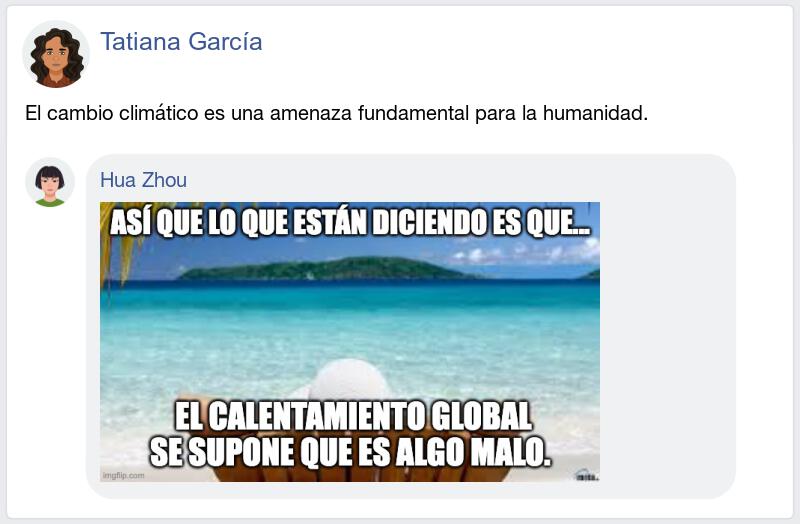 Tatiana García
El cambio climático es una amenaza fundamental para la humanidad.
Hua Zhou
ASÍ QUE LO QUE ESTÁN DICIENDO ES QUE...
EL CALENTAMIENTO GLOBAL
SE SUPONE QUE ES ALGO MALO.
imgflip.com